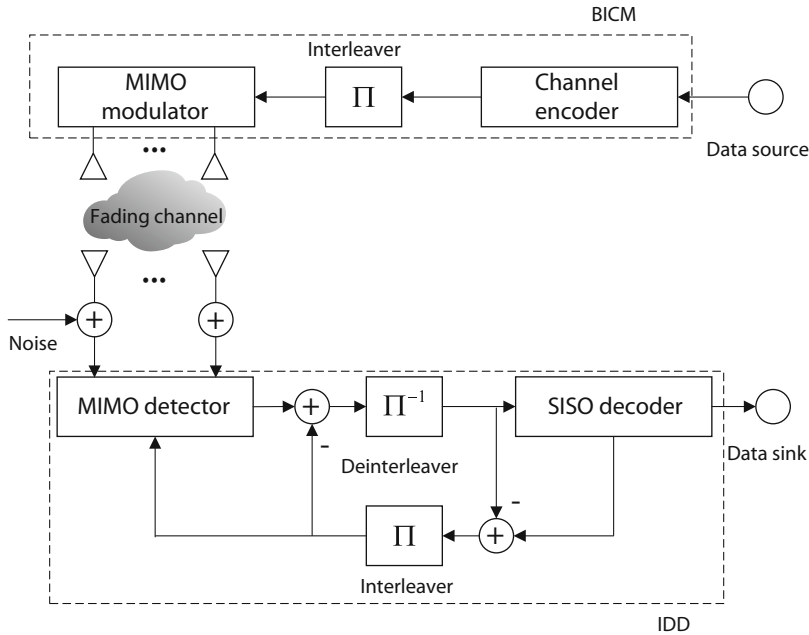 BICM
Interleaver
MIMO
modulator
Π
Channel
encoder
Data source
...
Fading channel
...
+
+
Noise
MIMO detector
+
Π⁻¹
SISO decoder
-
Deinterleaver
Data sink
-
Π
+
Interleaver
IDD